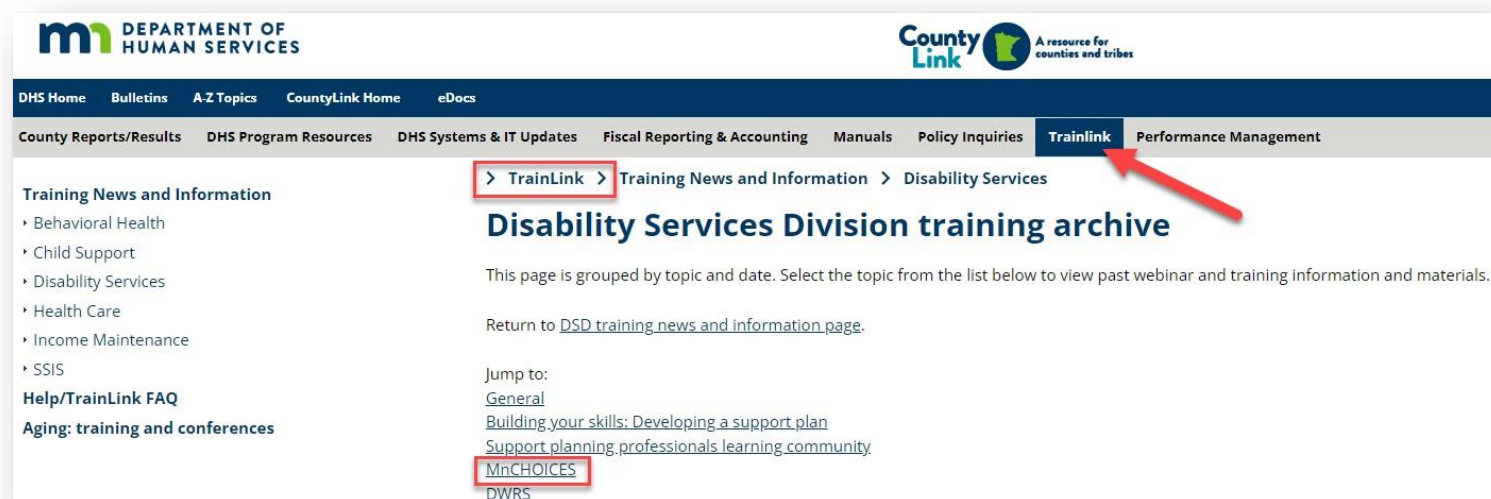 DEPARTMENT OF
HUMAN SERVICES
County
Link
A resource for
counties and tribes
DHS Home Bulletins A-Z Topics CountyLink Home eDocs
County Reports/Results DHS Program Resources DHS Systems & IT Updates Fiscal Reporting & Accounting Manuals Policy Inquiries Trainlink Performance Management
Training News and Information
Behavioral Health
Child Support
Disability Services
Health Care
Income Maintenance
SSIS
Help/TrainLink FAQ
Aging: training and conferences
> TrainLink > Training News and Information > Disability Services
Disability Services Division training archive
This page is grouped by topic and date. Select the topic from the list below to view past webinar and training information and materials.
Return to DSD training news and information page.
Jump to:
General
Building your skills: Developing a support plan
Support planning professionals learning community
MnCHOICES
DWRS